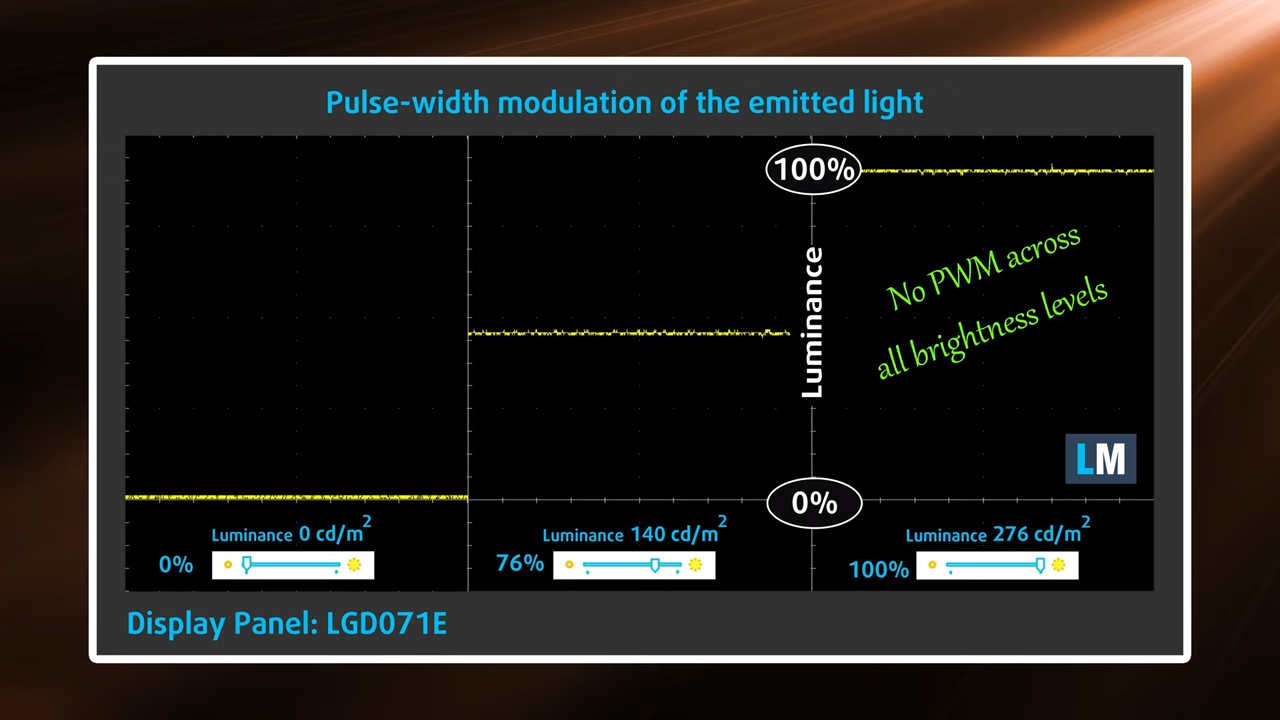 Pulse-width modulation of the emitted light
100%
Luminance
No PWM across
all brightness levels
LM
0%
Luminance 0 cd/m²
0%
Luminance 140 cd/m²
76%
Luminance 276 cd/m²
100%
Display Panel: LGD071E